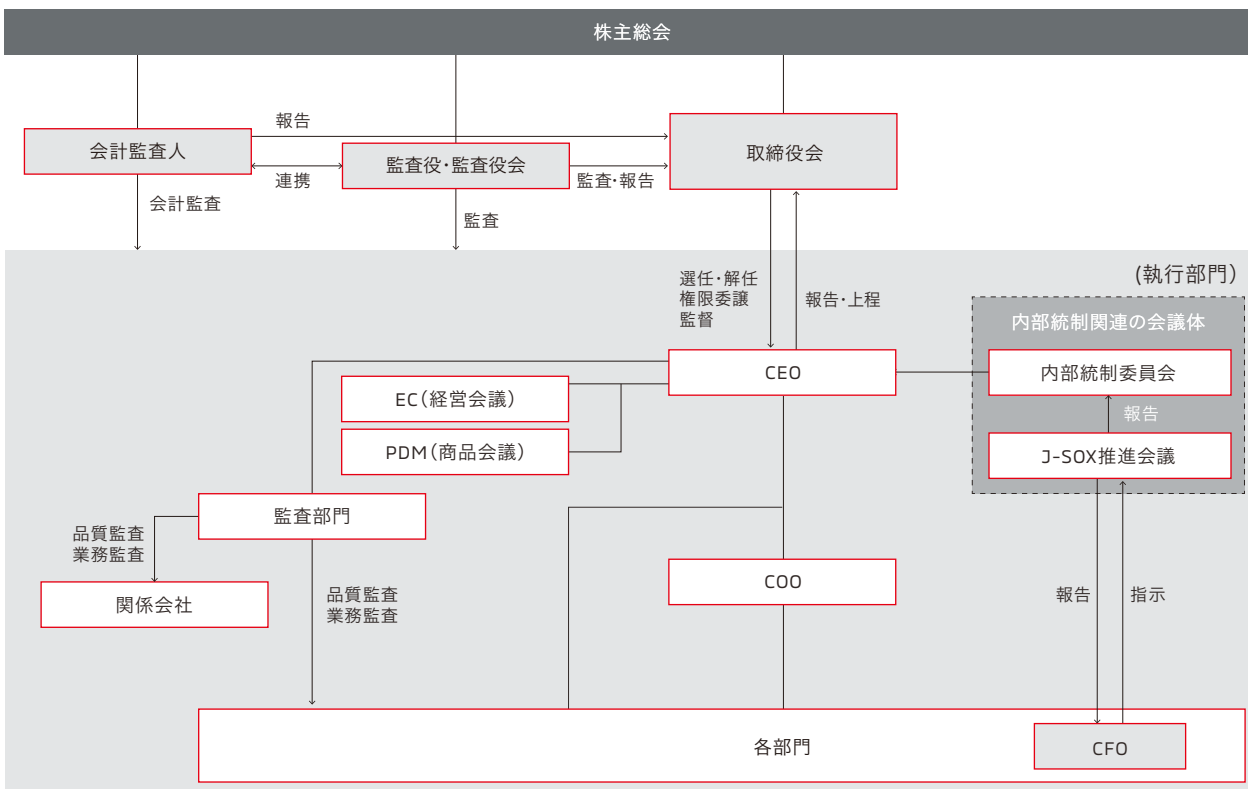 株主総会
報告
会計監査人
監査役・監査役会
取締役会
連携
監査・報告
会計監査
監査
(執行部門)
選任・解任
権限委譲
監督
報告・上程
内部統制関連の会議体
CEO
内部統制委員会
EC(経営会議)
報告
PDM(商品会議)
J-SOX推進会議
監査部門
品質監査
業務監査
関係会社
品質監査
業務監査
COO
報告
指示
各部門
CFO